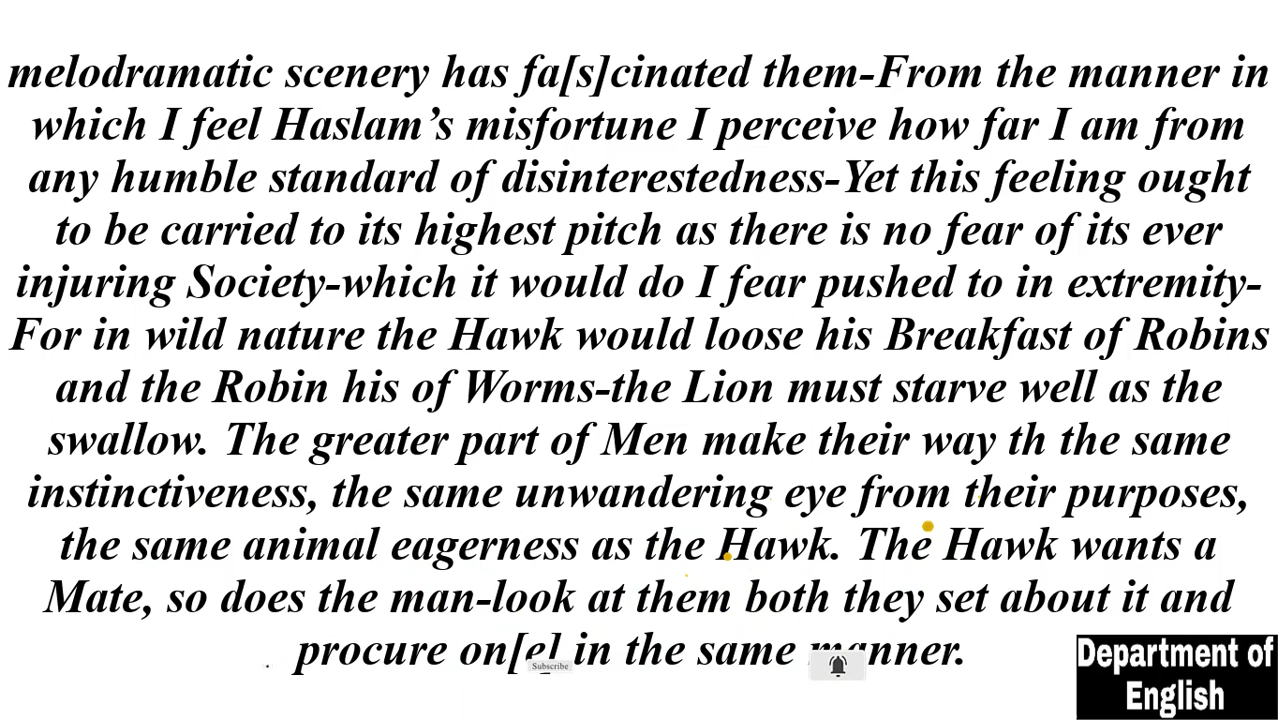 melodramatic scenery has fa[s]cinated them-From the manner in
which I feel Haslam’s misfortune I perceive how far I am from
any humble standard of disinterestedness-Yet this feeling ought
to be carried to its highest pitch as there is no fear of its ever
injuring Society-which it would do I fear pushed to in extremity-
For in wild nature the Hawk would loose his Breakfast of Robins
and the Robin his of Worms-the Lion must starve well as the
swallow. The greater part of Men make their way th the same
instinctiveness, the same unwandering eye from their purposes,
the same animal eagerness as the Hawk. The Hawk wants a
Mate, so does the man-look at them both they set about it and
procure on[e] in the same manner.
Subscribe
Department of
English